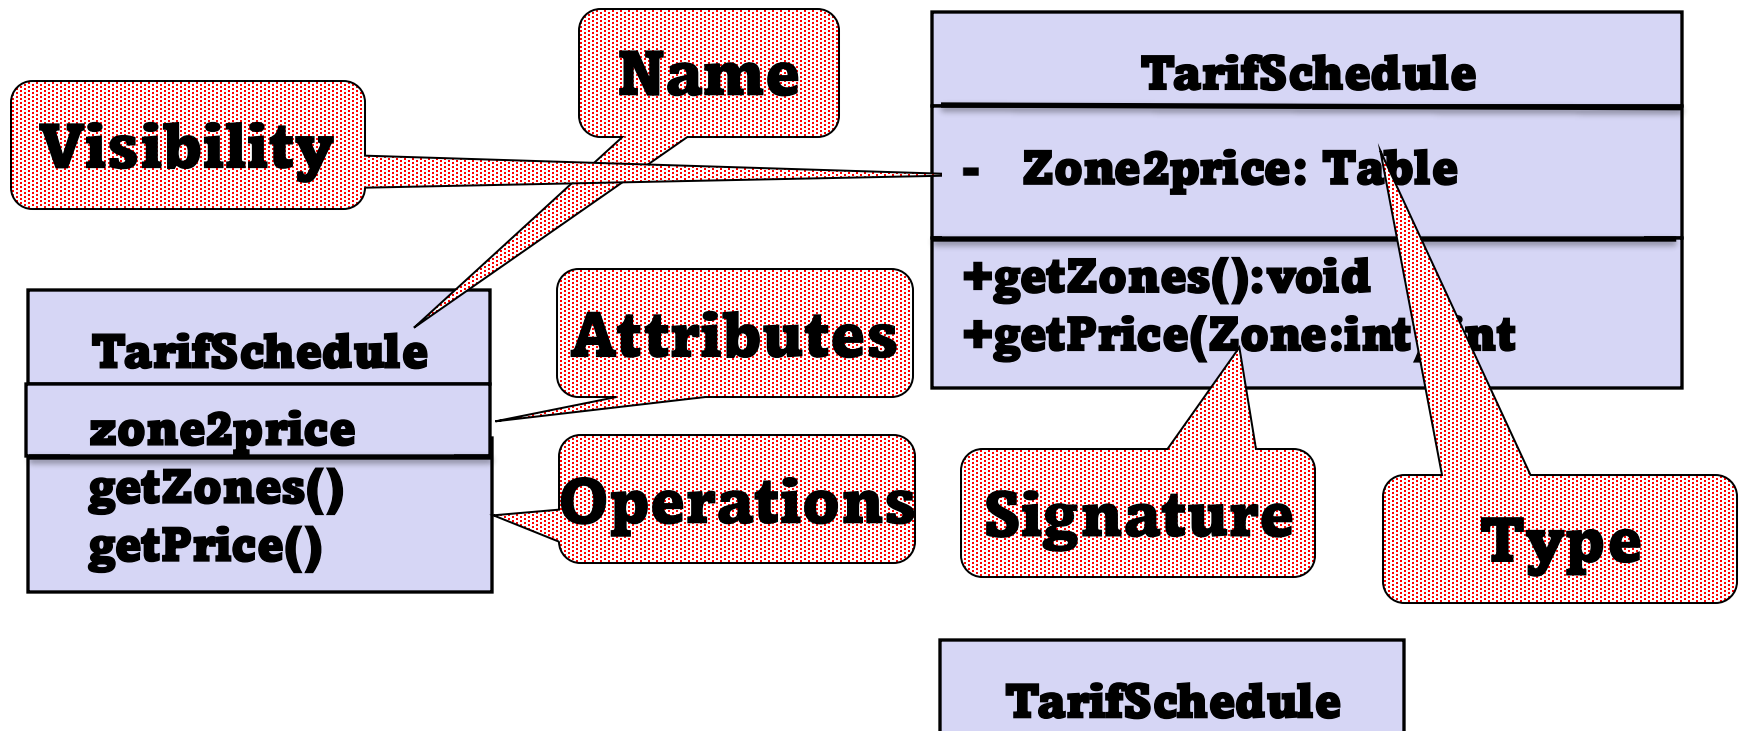 Name
Visibility
TarifSchedule
- Zone2price: Table
+getZones():void
+getPrice(Zone:int) int
TarifSchedule
zone2price
getZones()
getPrice()
Attributes
Operations
Signature
Type
TarifSchedule